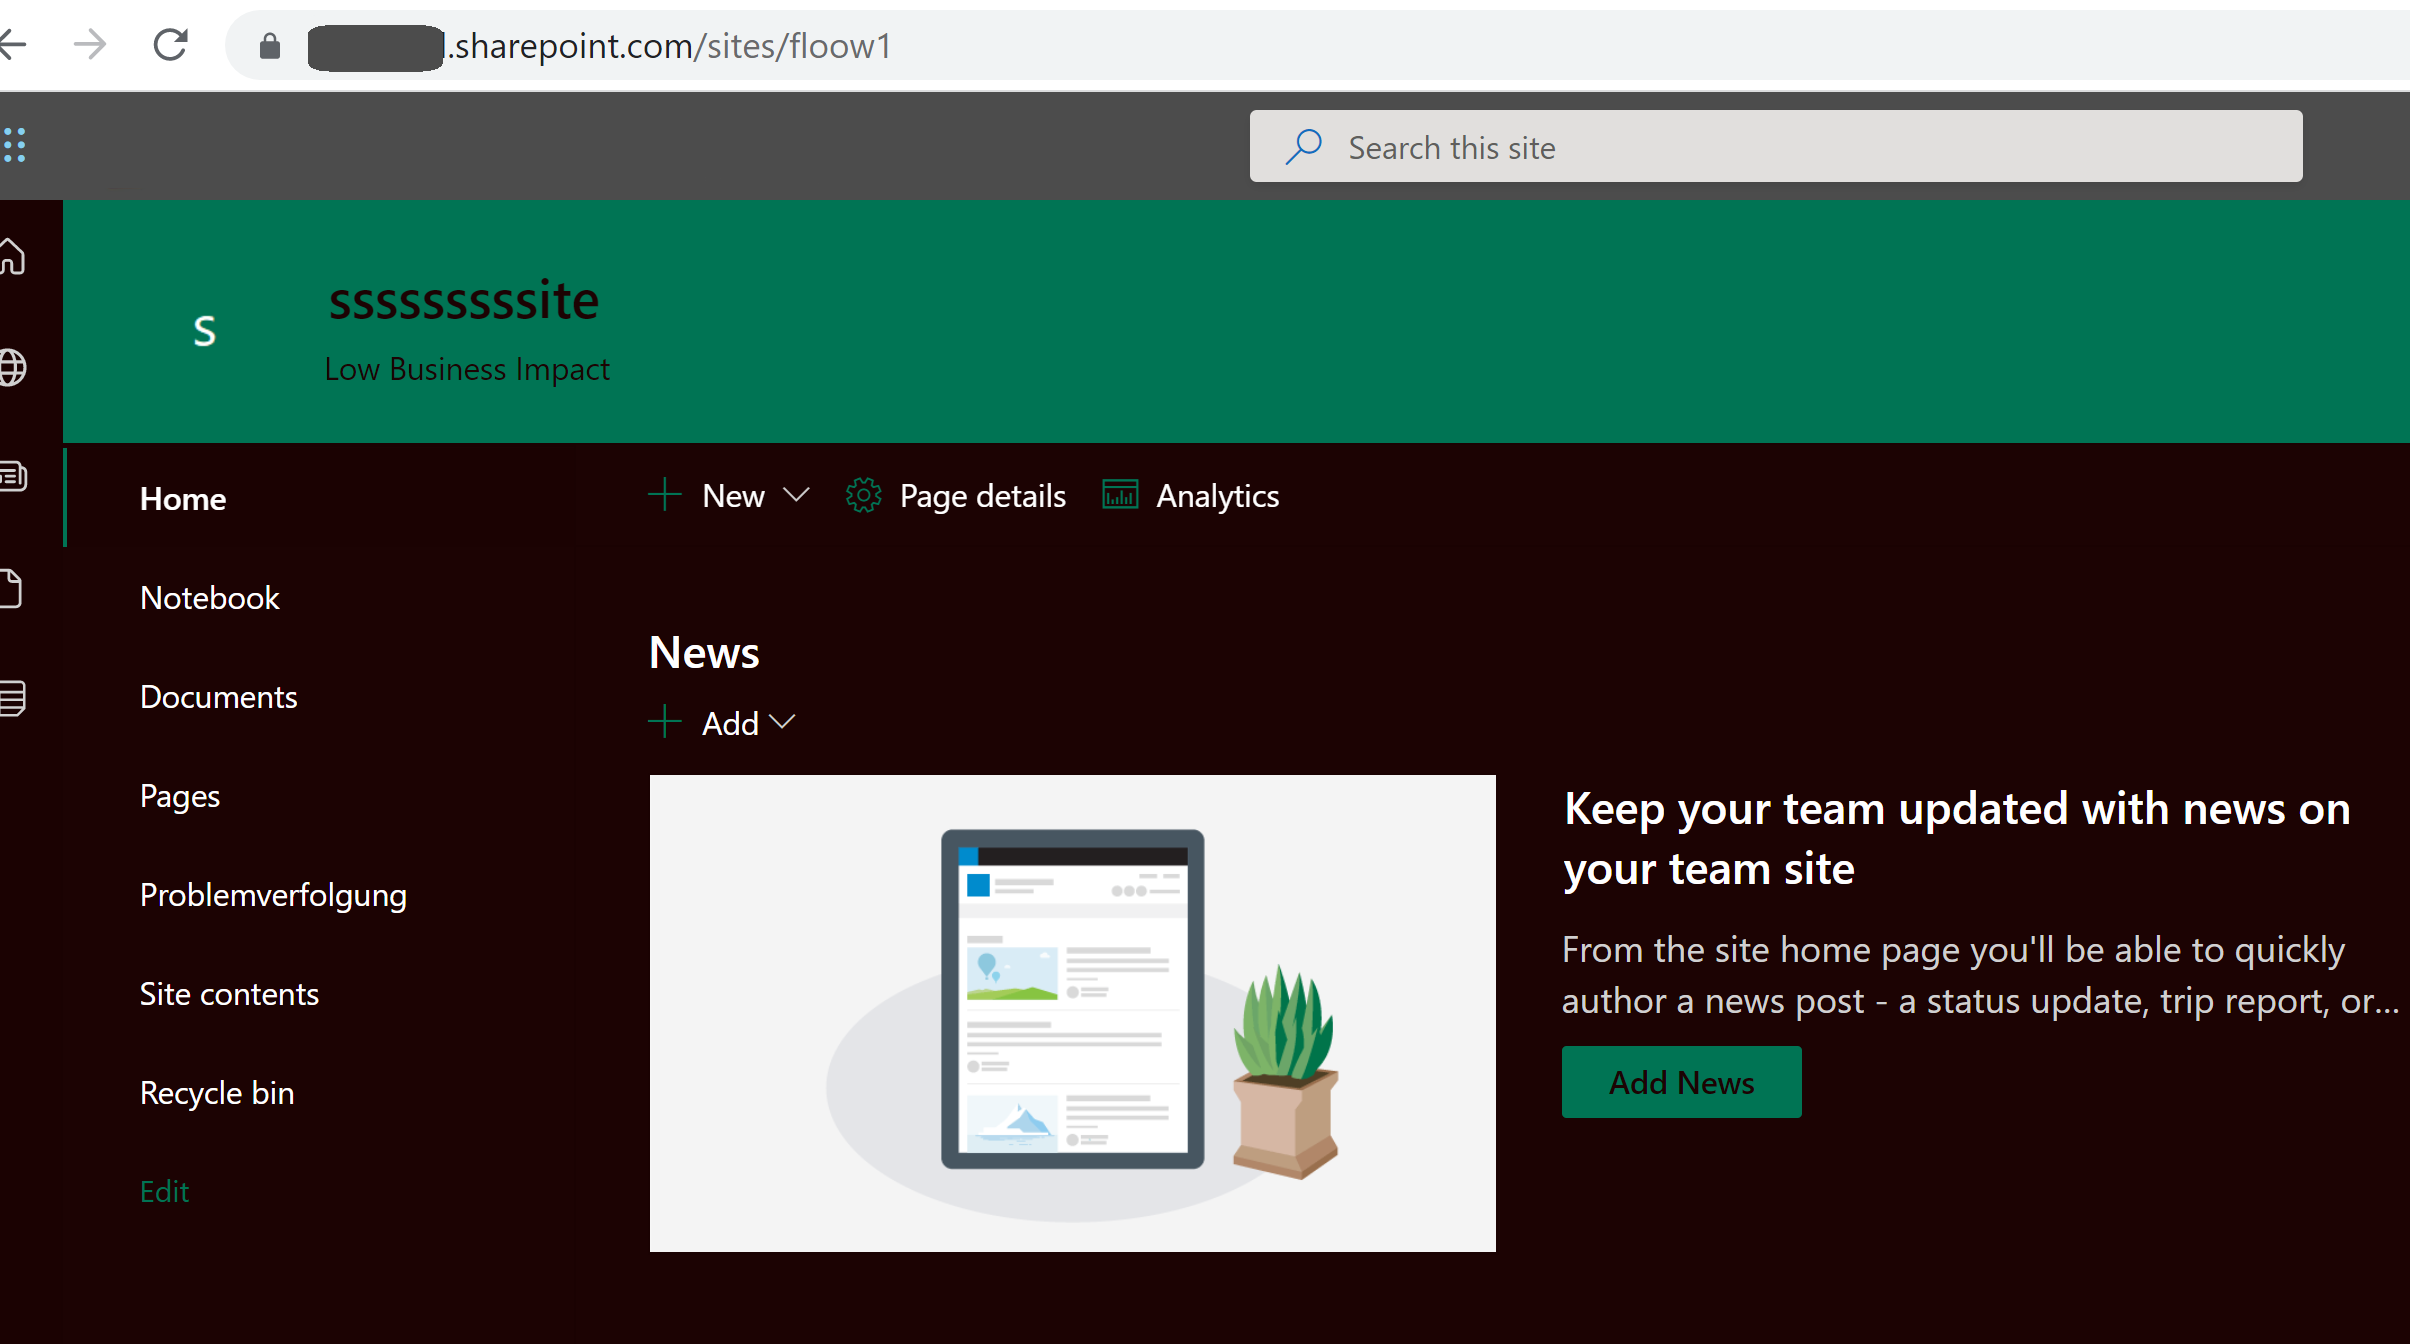 .sharepoint.com/sites/floow1
Search this site
S
sssssssssite
Low Business Impact
Home
Notebook
Documents
Pages
Problemverfolgung
Site contents
Recycle bin
Edit
New
Page details
Analytics
News
Add
Keep your team updated with news on
your team site
From the site home page you'll be able to quickly
author a news post - a status update, trip report, or...
Add News